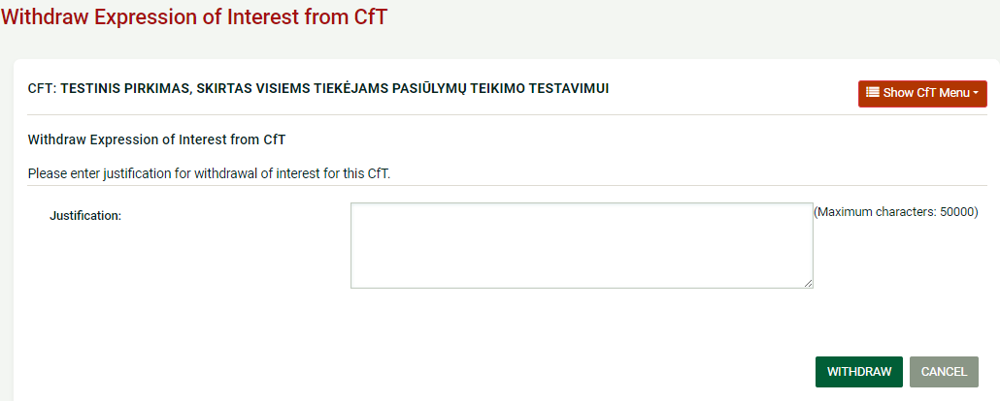 Withdraw Expression of Interest from CfT
CFT: TESTINIS PIRKIMAS, SKIRTAS VISIEMS TIEKĖJAMS PASIŪLYMŲ TEIKIMO TESTAVIMUI
Show CfT Menu
Withdraw Expression of Interest from CfT
Please enter justification for withdrawal of interest for this CfT.
Justification:
(Maximum characters: 50000)
WITHDRAW
CANCEL